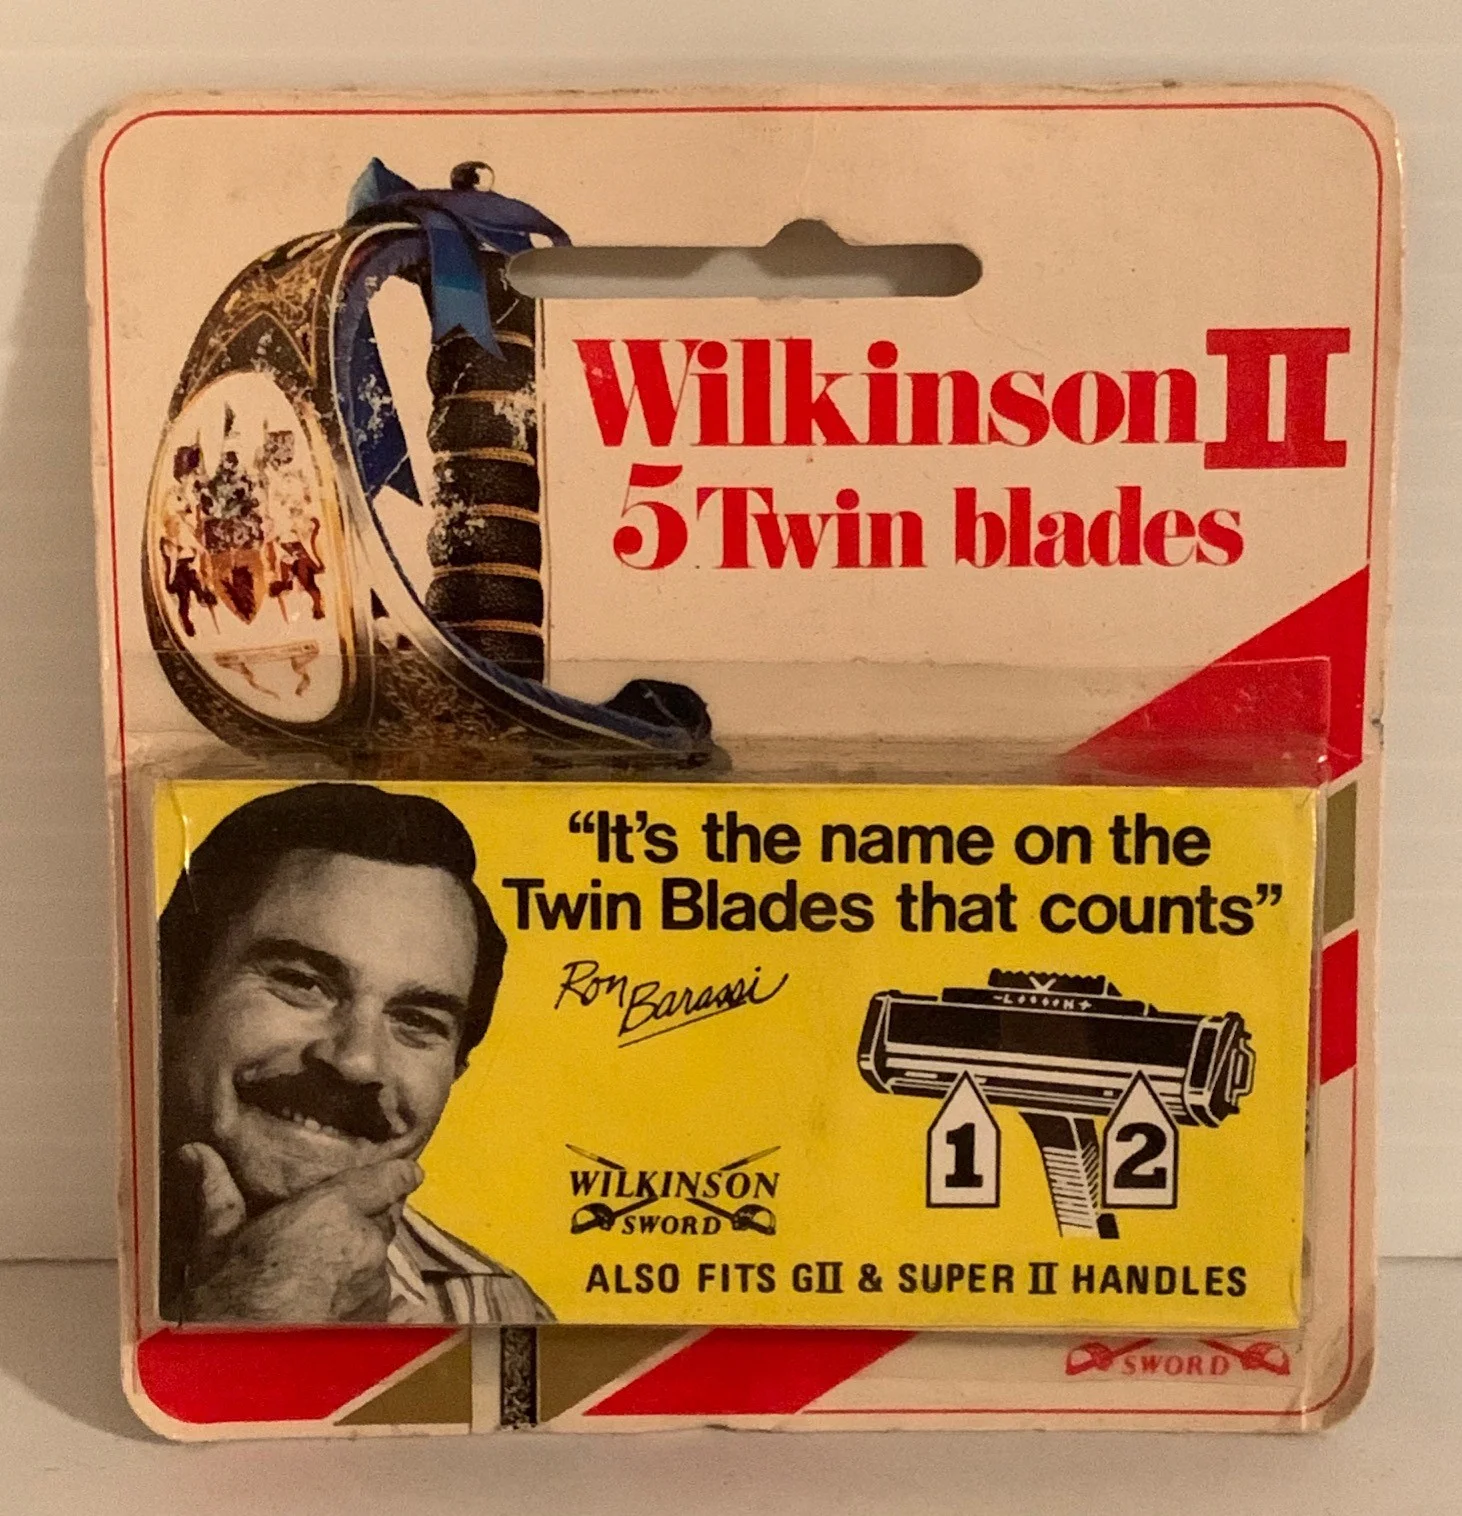 Wilkinson II
5 Twin blades
“It’s the name on the
Twin Blades that counts”
Ron Barassi
1
2
WILKINSON
SWORD
ALSO FITS GII & SUPER II HANDLES
SWORD